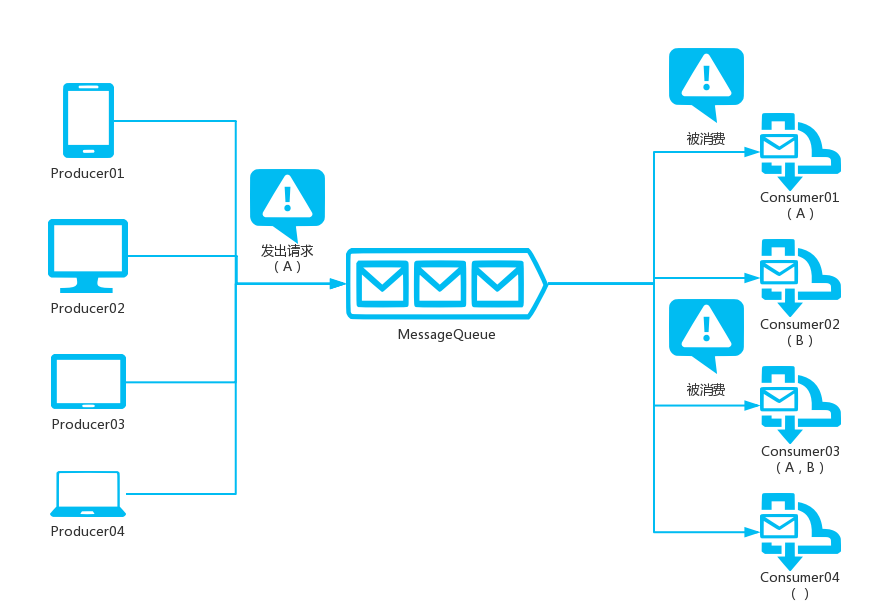 Producer01
Producer02
Producer03
Producer04
发出请求
（A）
MessageQueue
被消费
Consumer01
（A）
Consumer02
（B）
被消费
Consumer03
（A，B）
Consumer04
（ ）